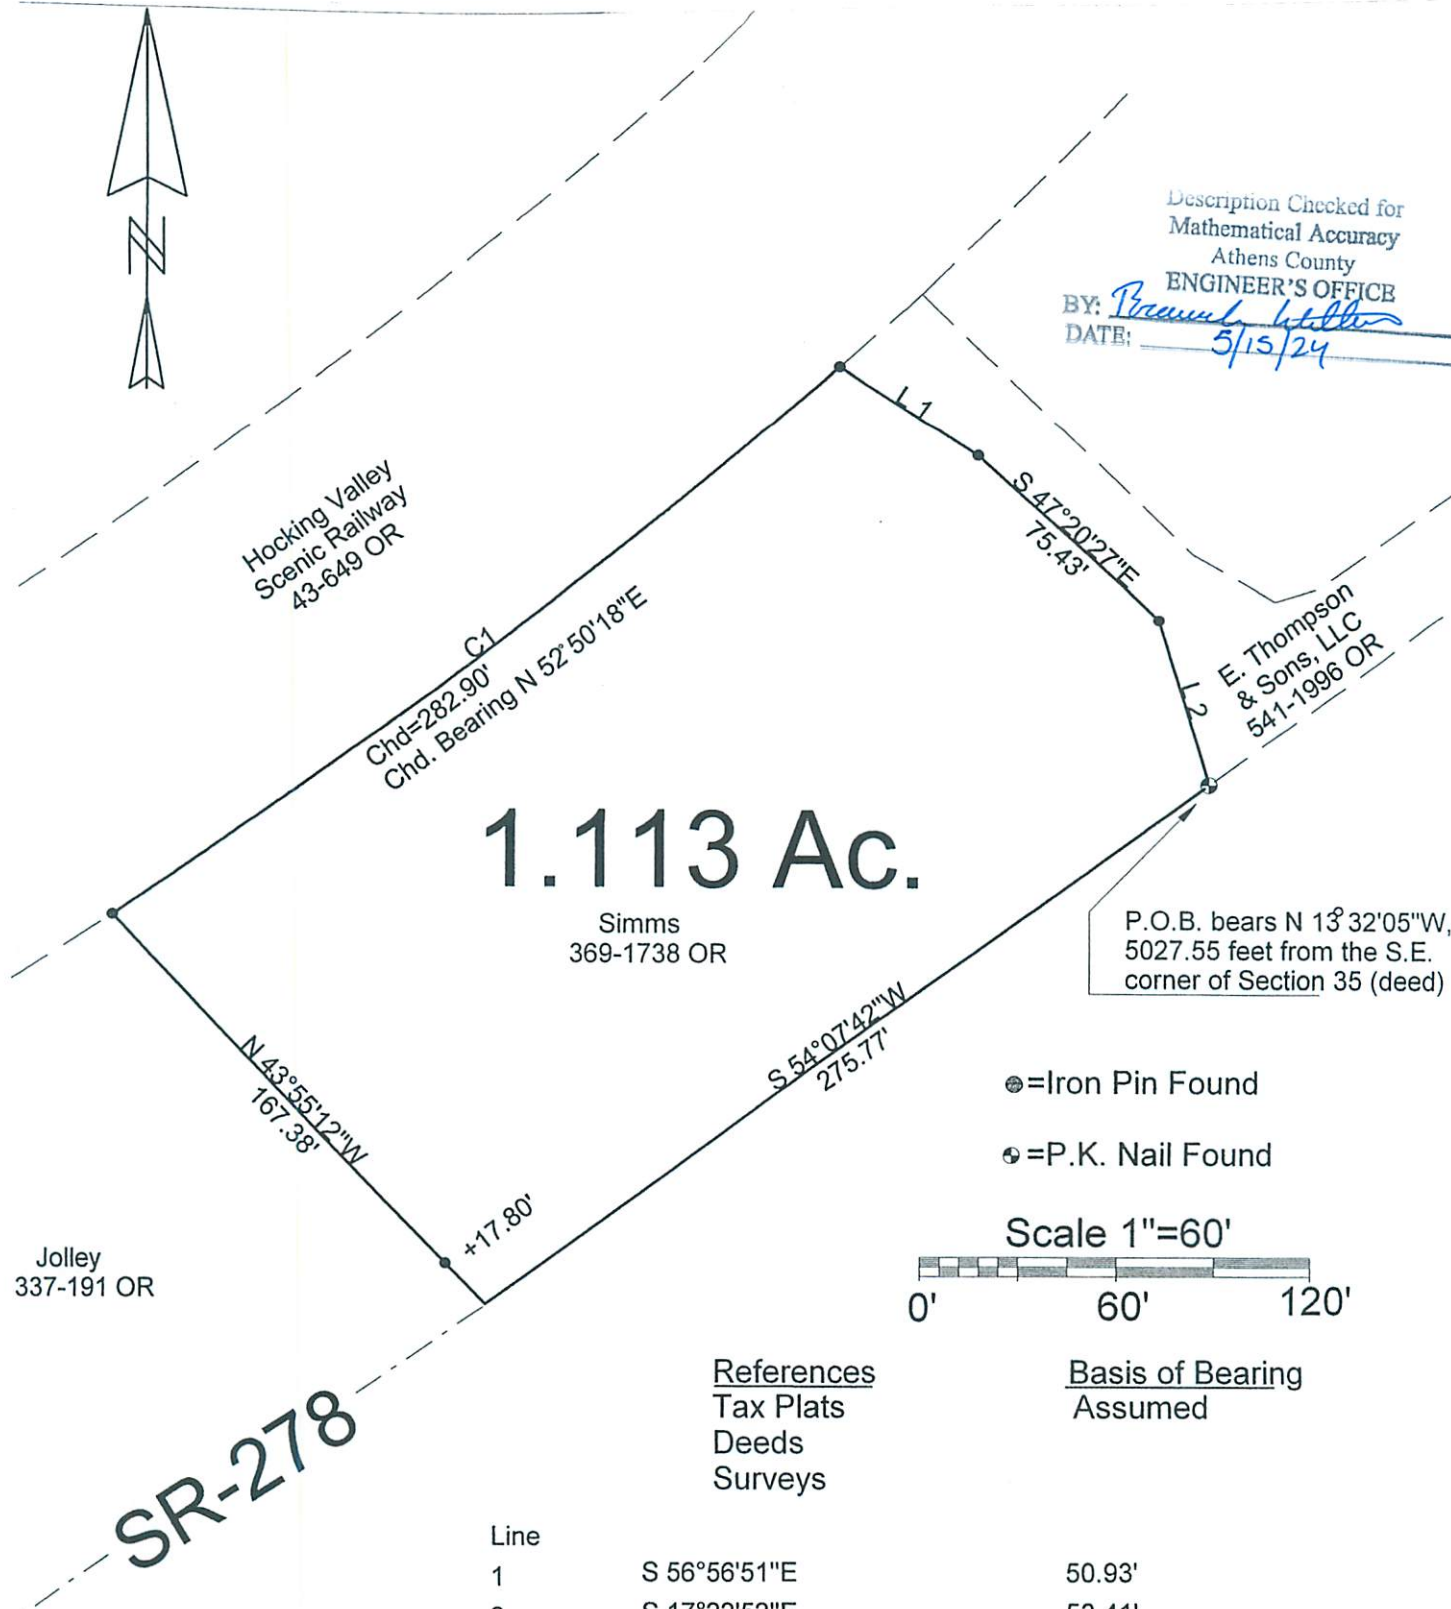 N
Description Checked for
Mathematical Accuracy
Athens County
ENGINEER'S OFFICE
BY:
DATE: 5/15/24
L 1
S 47°20'27"E
75.43'
Hocking Valley
Scenic Railway
43-649 OR
C1
Chd=282.90'
Chd. Bearing N 52°50'18"E
L 2
E. Thompson
& Sons, LLC
541-1996 OR
1.113 Ac.
Simms
369-1738 OR
P.O.B. bears N 13°32'05"W,
5027.55 feet from the S.E.
corner of Section 35 (deed)
S 54°07'42"W
275.77'
N 43°55'12"W
167.38'
+17.80'
=Iron Pin Found
=P.K. Nail Found
Scale 1"=60'
0' 60' 120'
Jolley
337-191 OR
SR-278
References
Tax Plats
Deeds
Surveys
Basis of Bearing
Assumed
Line
1 S 56°56'51"E 50.93'